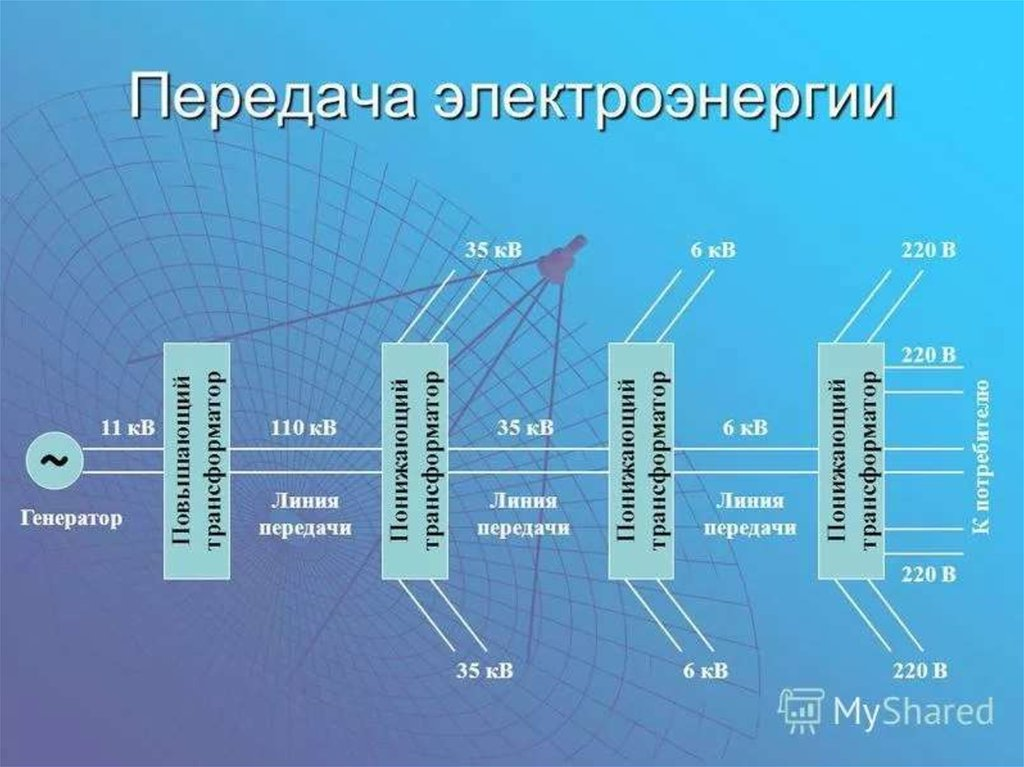 Передача электроэнергии
35 кВ
6 кВ
220 В
220 В
11 кВ
110 кВ
35 кВ
6 кВ
~
Генератор
Повышающий
трансформатор
Линия
передачи
Понижающий
трансформатор
Линия
передачи
Понижающий
трансформатор
Линия
передачи
Понижающий
трансформатор
К потребителю
220 В
35 кВ
6 кВ
220 В
MyShared